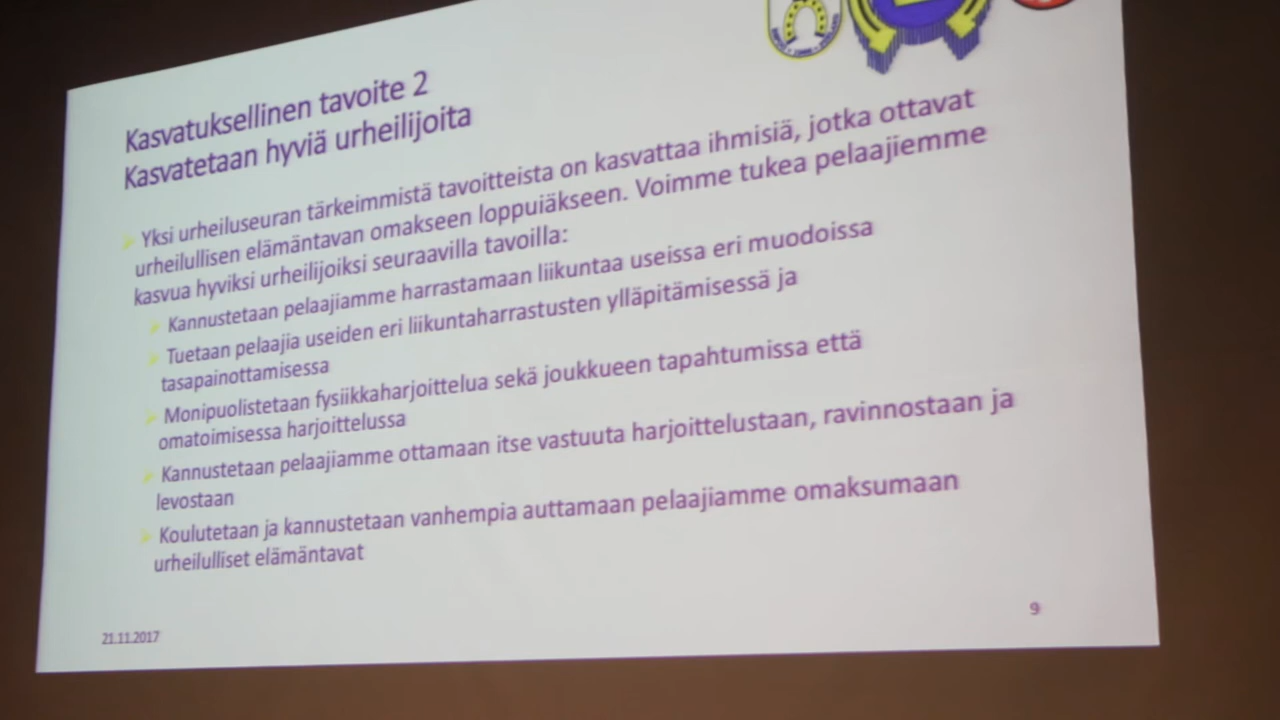 Kasvatuksellinen tavoite 2
Kasvatetaan hyviä urheilijoita
Yksi urheiluseuran tärkeimmistä tavoitteista on kasvattaa ihmisiä, jotka ottavat
urheilullisen elämäntavan omakseen loppuiäkseen. Voimme tukea pelaajiemme
kasvua hyviksi urheilijoiksi seuraavilla tavoilla:
Kannustetaan pelaajiamme harrastamaan liikuntaa useissa eri muodoissa
Tuetaan pelaajia useiden eri liikuntaharrastusten ylläpitämisessä ja
tasapainottamisessa
Monipuolistetaan fysiikkaharjoittelua sekä joukkueen tapahtumissa että
omatoimisessa harjoittelussa
Kannustetaan pelaajiamme ottamaan itse vastuuta harjoittelustaan, ravinnostaan ja
levostaan
Koulutetaan ja kannustetaan vanhempia auttamaan pelaajiamme omaksumaan
urheilulliset elämäntavat
21.11.2017
9